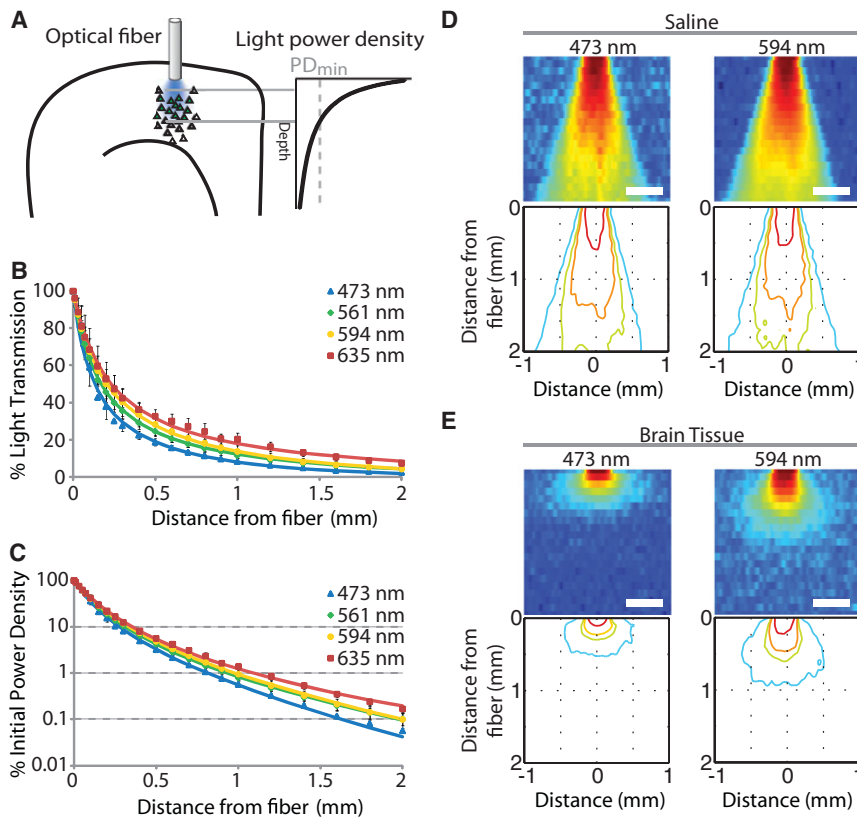 A
Optical fiber
Light power density
PDmin
Depth
B
% Light Transmission
100
80
60
40
20
0
473 nm
561 nm
594 nm
635 nm
0 0.5 1 1.5 2
Distance from fiber (mm)
C
% Initial Power Density
100
10
1
0.1
0.01
473 nm
561 nm
594 nm
635 nm
0 0.5 1 1.5 2
Distance from fiber (mm)
D
Saline
473 nm 594 nm
Distance from
fiber (mm)
0
1
2
-1 0 1 -1 0 1
Distance (mm) Distance (mm)
E
Brain Tissue
473 nm 594 nm
Distance from
fiber (mm)
0
1
2
0
1
2
-1 0 1 -1 0 1
Distance (mm) Distance (mm)